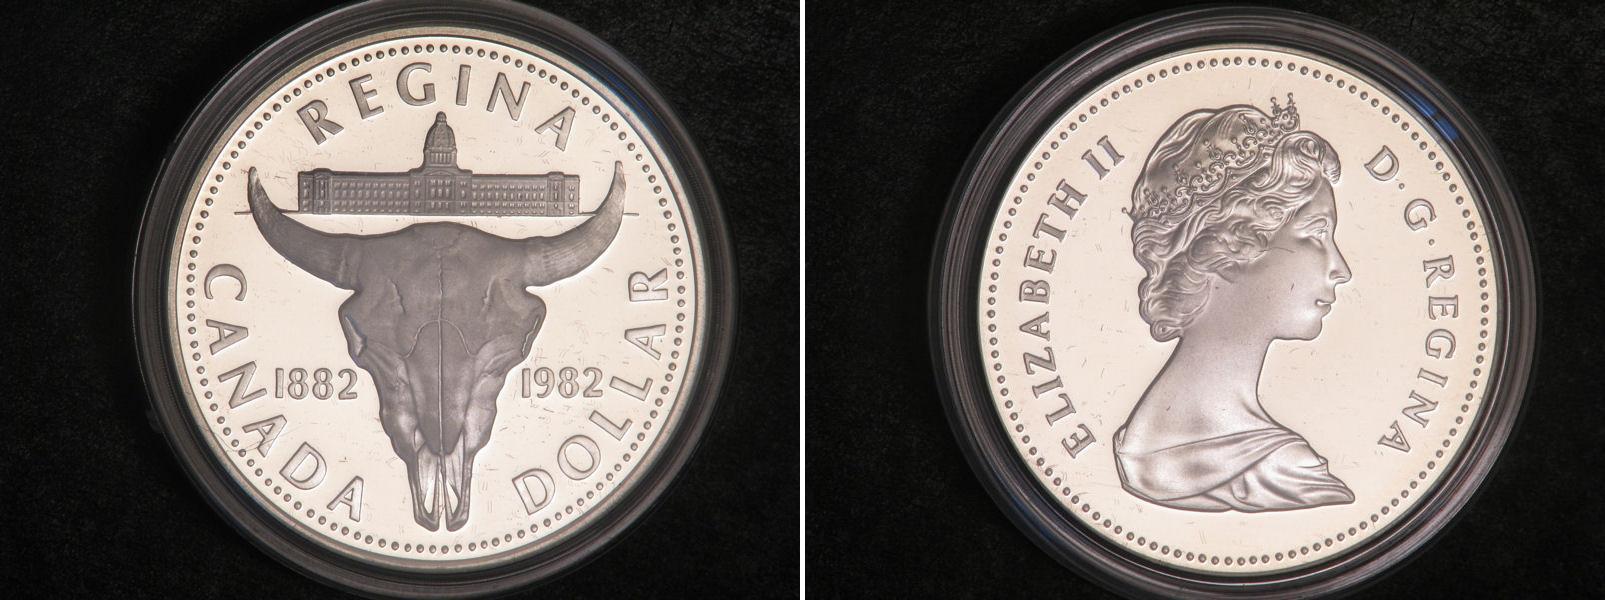 REGINA
CANADA
1882
1982
DOLLAR
ELIZABETH II
D·G·REGINA